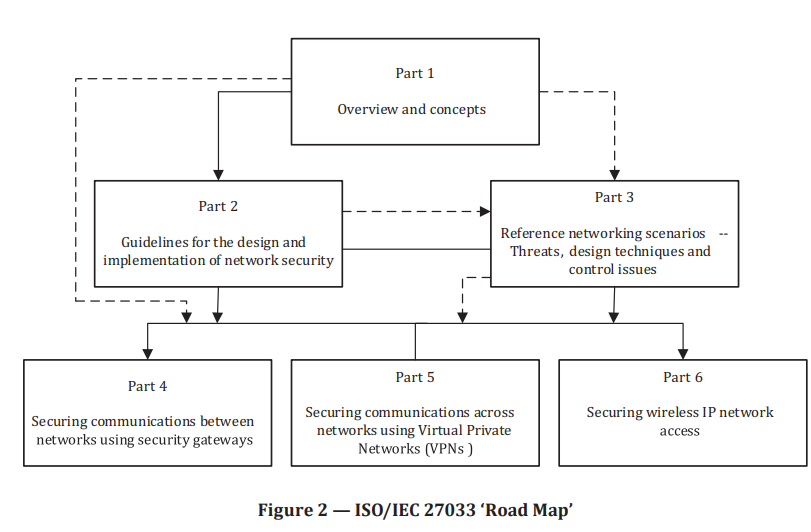 Part 1
Overview and concepts
Part 2
Guidelines for the design and
implementation of network security
Part 3
Reference networking scenarios --
Threats, design techniques and
control issues
Part 4
Securing communications between
networks using security gateways
Part 5
Securing communications across
networks using Virtual Private
Networks (VPNs )
Part 6
Securing wireless IP network
access
Figure 2 — ISO/IEC 27033 ‘Road Map’